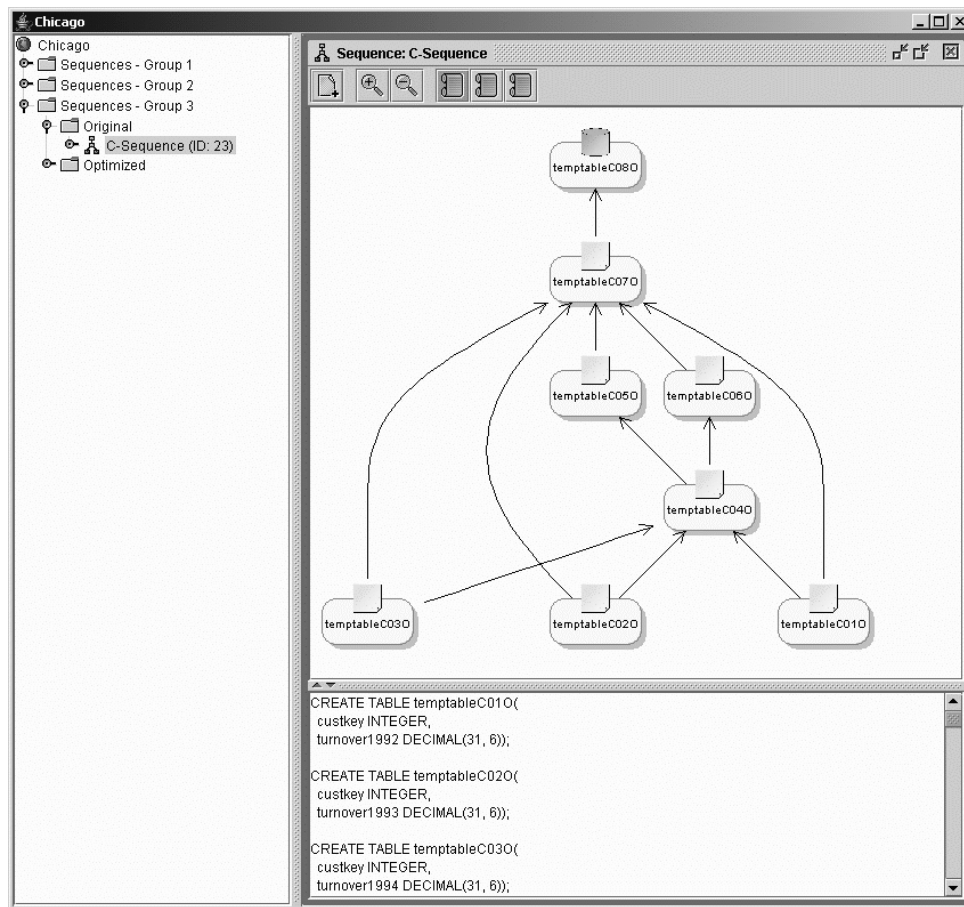 Chicago
Chicago
Sequences - Group 1
Sequences - Group 2
Sequences - Group 3
Original
C-Sequence (ID: 23)
Optimized
Sequence: C-Sequence
temptableC08O
temptableC07O
temptableC05O
temptableC06O
temptableC04O
temptableC03O
temptableC02O
temptableC01O
CREATE TABLE temptableC01O(
custkey INTEGER,
turnover1992 DECIMAL(31, 6));
CREATE TABLE temptableC02O(
custkey INTEGER,
turnover1993 DECIMAL(31, 6));
CREATE TABLE temptableC03O(
custkey INTEGER,
turnover1994 DECIMAL(31, 6));